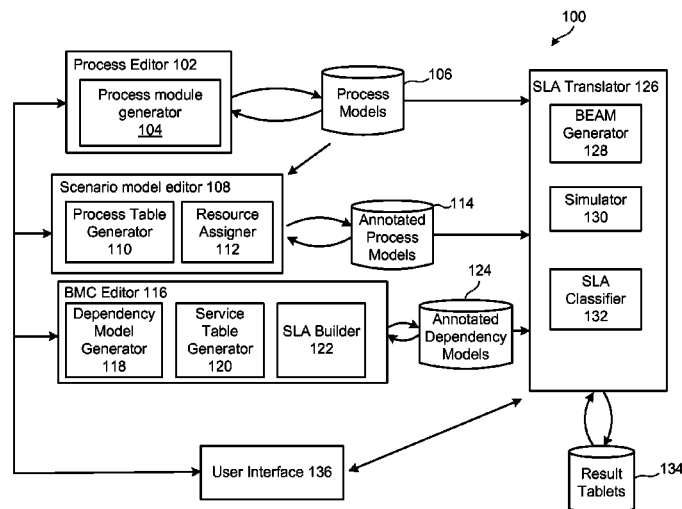 100
Process Editor 102
Process module
generator
104
106
Process
Models
SLA Translator 126
BEAM
Generator
128
Simulator
130
SLA
Classifier
132
Scenario model editor 108
Process Table
Generator
110
Resource
Assigner
112
114
Annotated
Process
Models
BMC Editor 116
Dependency
Model
Generator
118
Service
Table
Generator
120
SLA Builder
122
124
Annotated
Dependency
Models
User Interface 136
Result
Tablets
134